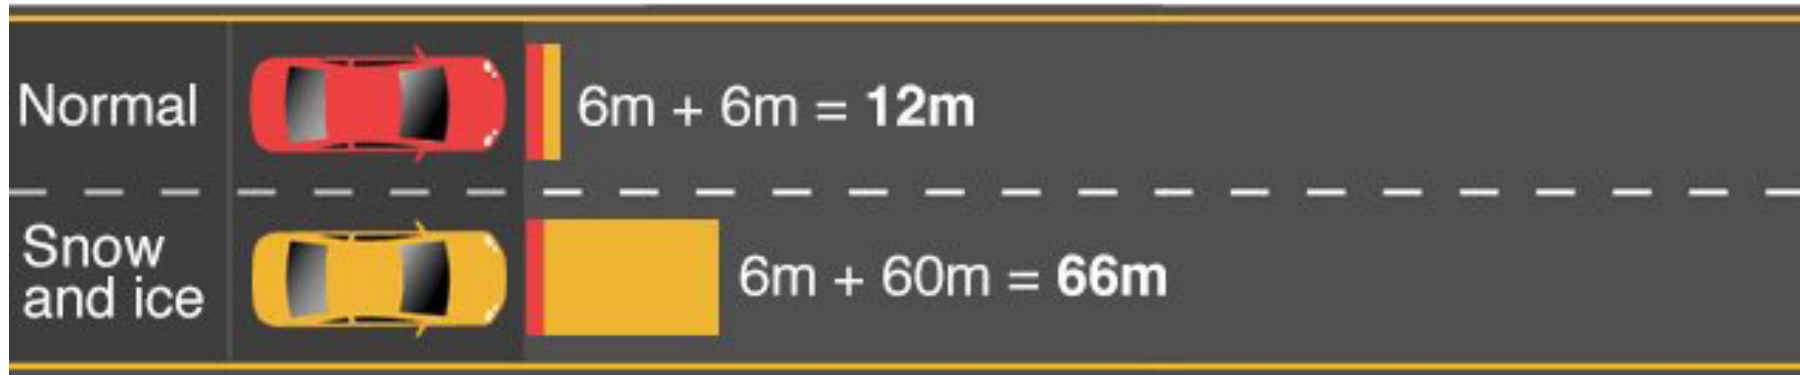 Normal
6m + 6m = 12m
Snow
and ice
6m + 60m = 66m